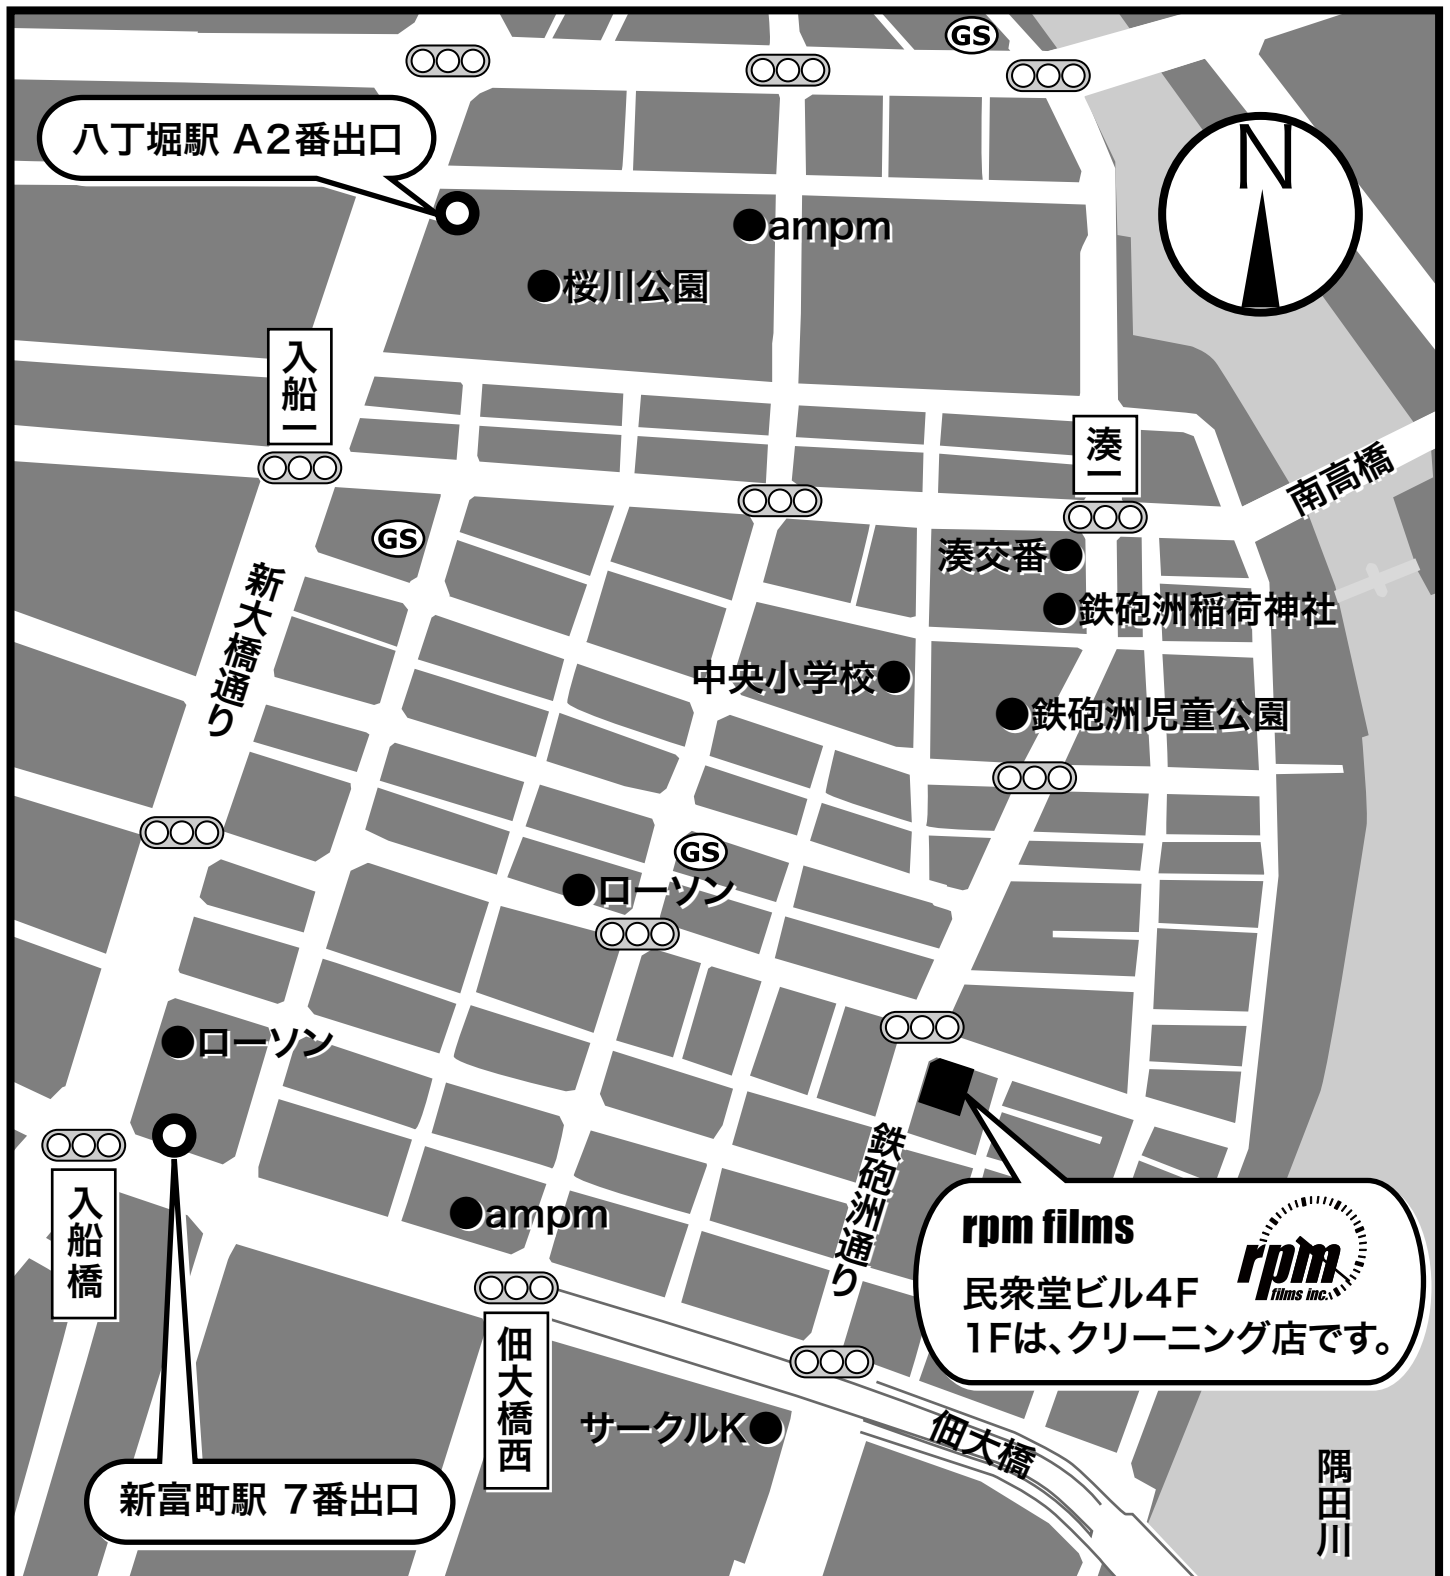 GS
八丁堀駅 A2番出口
N
ampm
桜川公園
入船一
湊一
南高橋
GS
湊交番
鉄砲洲稲荷神社
新大橋通り
中央小学校
鉄砲洲児童公園
GS
ローソン
ローソン
鉄砲洲通り
入船橋
ampm
rpm films
rpm
films inc.
民衆堂ビル4F
1Fは、クリーニング店です。
佃大橋西
サークルK
佃大橋
新富町駅 7番出口
隅田川